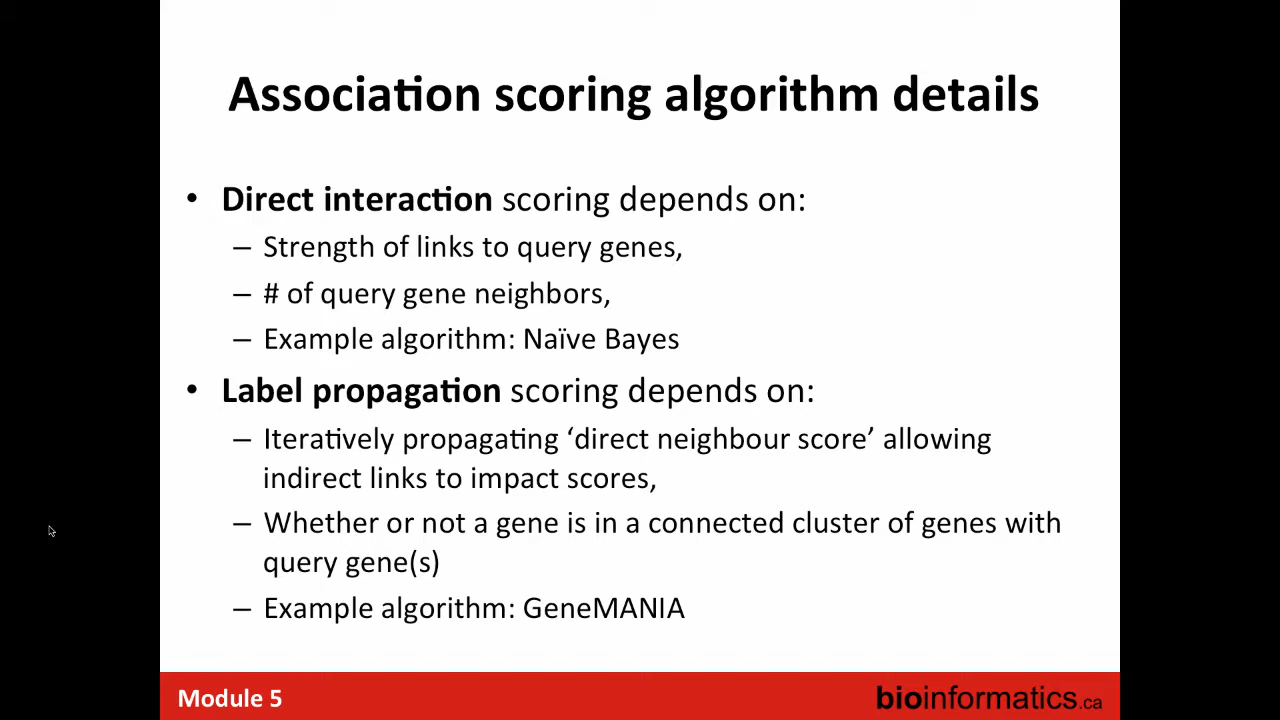 Association scoring algorithm details
• Direct interaction scoring depends on:
– Strength of links to query genes,
– # of query gene neighbors,
– Example algorithm: Naïve Bayes
• Label propagation scoring depends on:
– Iteratively propagating ‘direct neighbour score’ allowing
indirect links to impact scores,
– Whether or not a gene is in a connected cluster of genes with
query gene(s)
– Example algorithm: GeneMANIA
Module 5
bioinformatics.ca